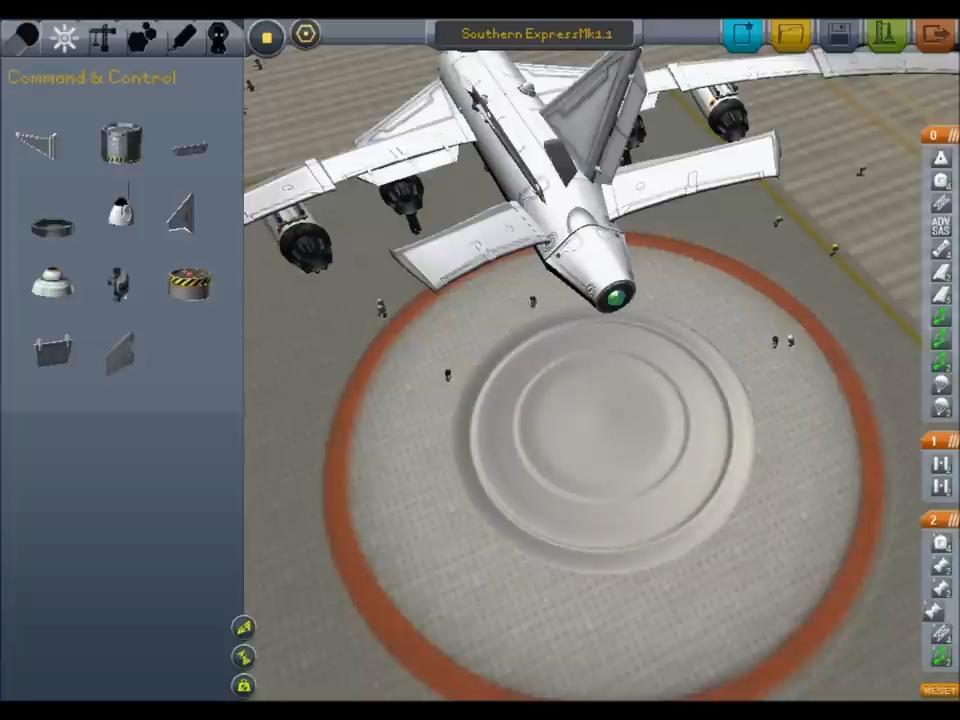 Southern ExpressMk1.1
Command & Control
0
A
ADV
SAS
1
2
RESET